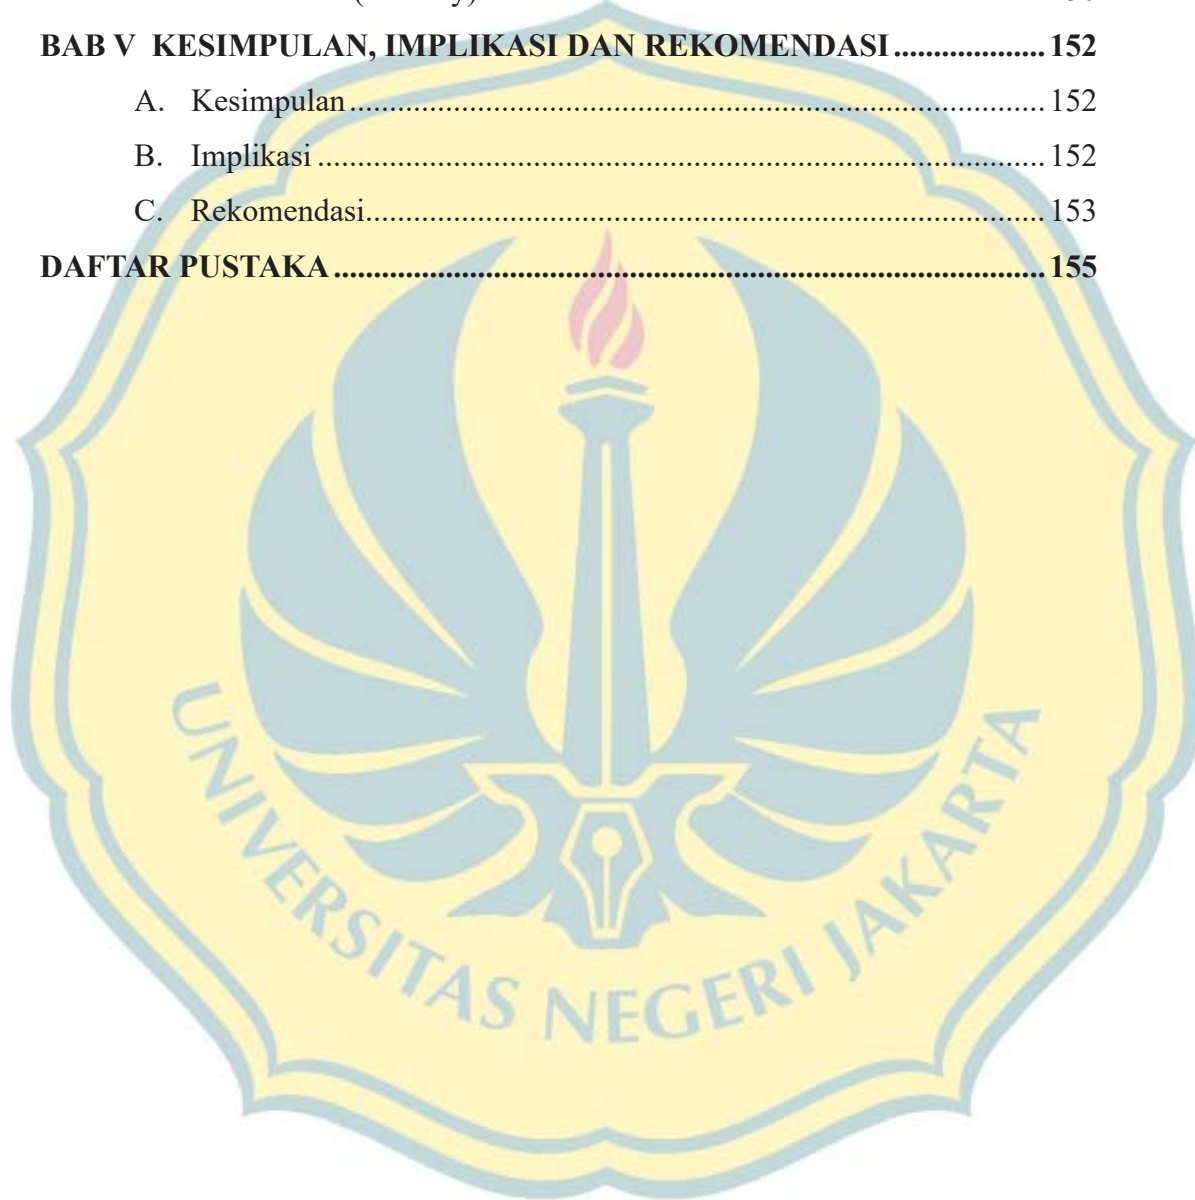 BAB V KESIMPULAN, IMPLIKASI DAN REKOMENDASI ................... 152
A. Kesimpulan ....................................................................................... 152
B. Implikasi ........................................................................................... 152
C. Rekomendasi..................................................................................... 153
DAFTAR PUSTAKA ......................................................................................... 155
UNIVERSITAS NEGERI JAKARTA